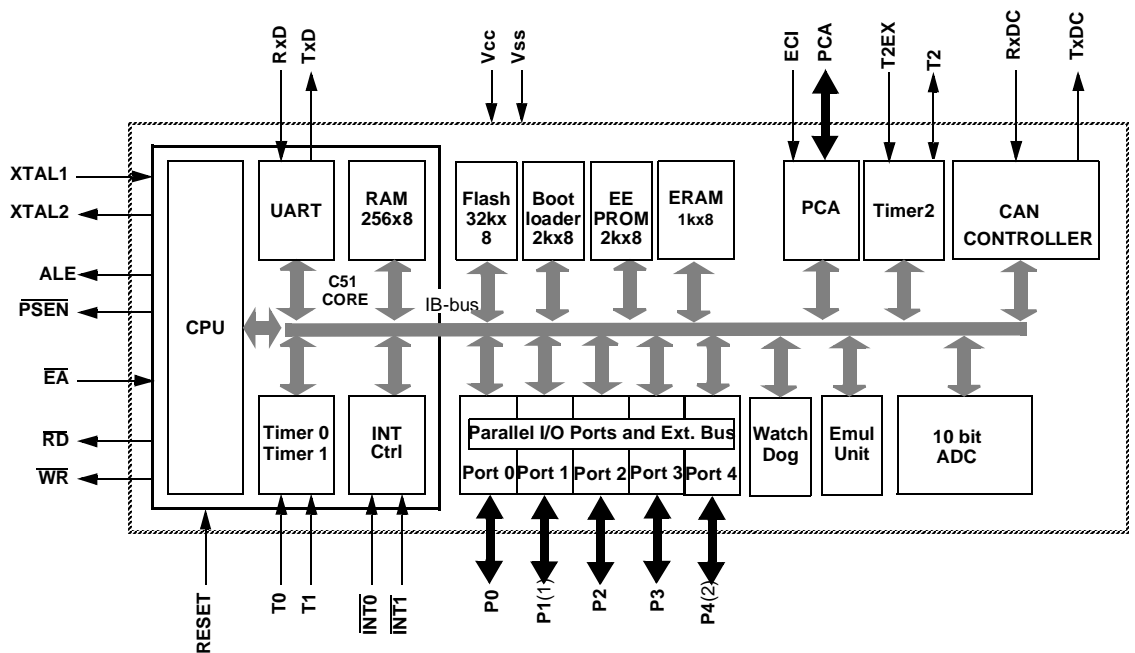 RxD
TxD
Vcc
Vss
ECI
PCA
T2EX
T2
RxDC
TxDC
XTAL1
XTAL2
ALE
PSEN
EA
RD
WR
CPU
UART
RAM
256x8
C51
CORE
IB-bus
Flash
32kx
8
Boot
loader
2kx8
EE
PROM
2kx8
ERAM
1kx8
PCA
Timer2
CAN
CONTROLLER
Timer 0
Timer 1
INT
Ctrl
Parallel I/O Ports and Ext. Bus
Port 0
Port 1
Port 2
Port 3
Port 4
Watch
Dog
Emul
Unit
10 bit
ADC
RESET
T0
T1
INT0
INT1
P0
P1(1)
P2
P3
P4(2)